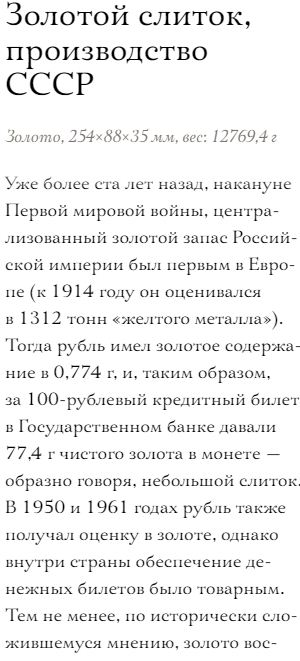 Золотой слиток,
производство
СССР
Золото, 254×88×35 мм, вес: 12769,4 г
Уже более ста лет назад, накануне
Первой мировой войны, центра-
лизованный золотой запас Россий-
ской империи был первым в Евро-
пе (к 1914 году он оценивался
в 1312 тонн «желтого металла»).
Тогда рубль имел золотое содержа-
ние в 0,774 г, и, таким образом,
за 100-рублевый кредитный билет
в Государственном банке давали
77,4 г чистого золота в монете —
образно говоря, небольшой слиток.
В 1950 и 1961 годах рубль также
получал оценку в золоте, однако
внутри страны обеспечение де-
нежных билетов было товарным.
Тем не менее, по исторически сло-
жившемуся мнению, золото вос-